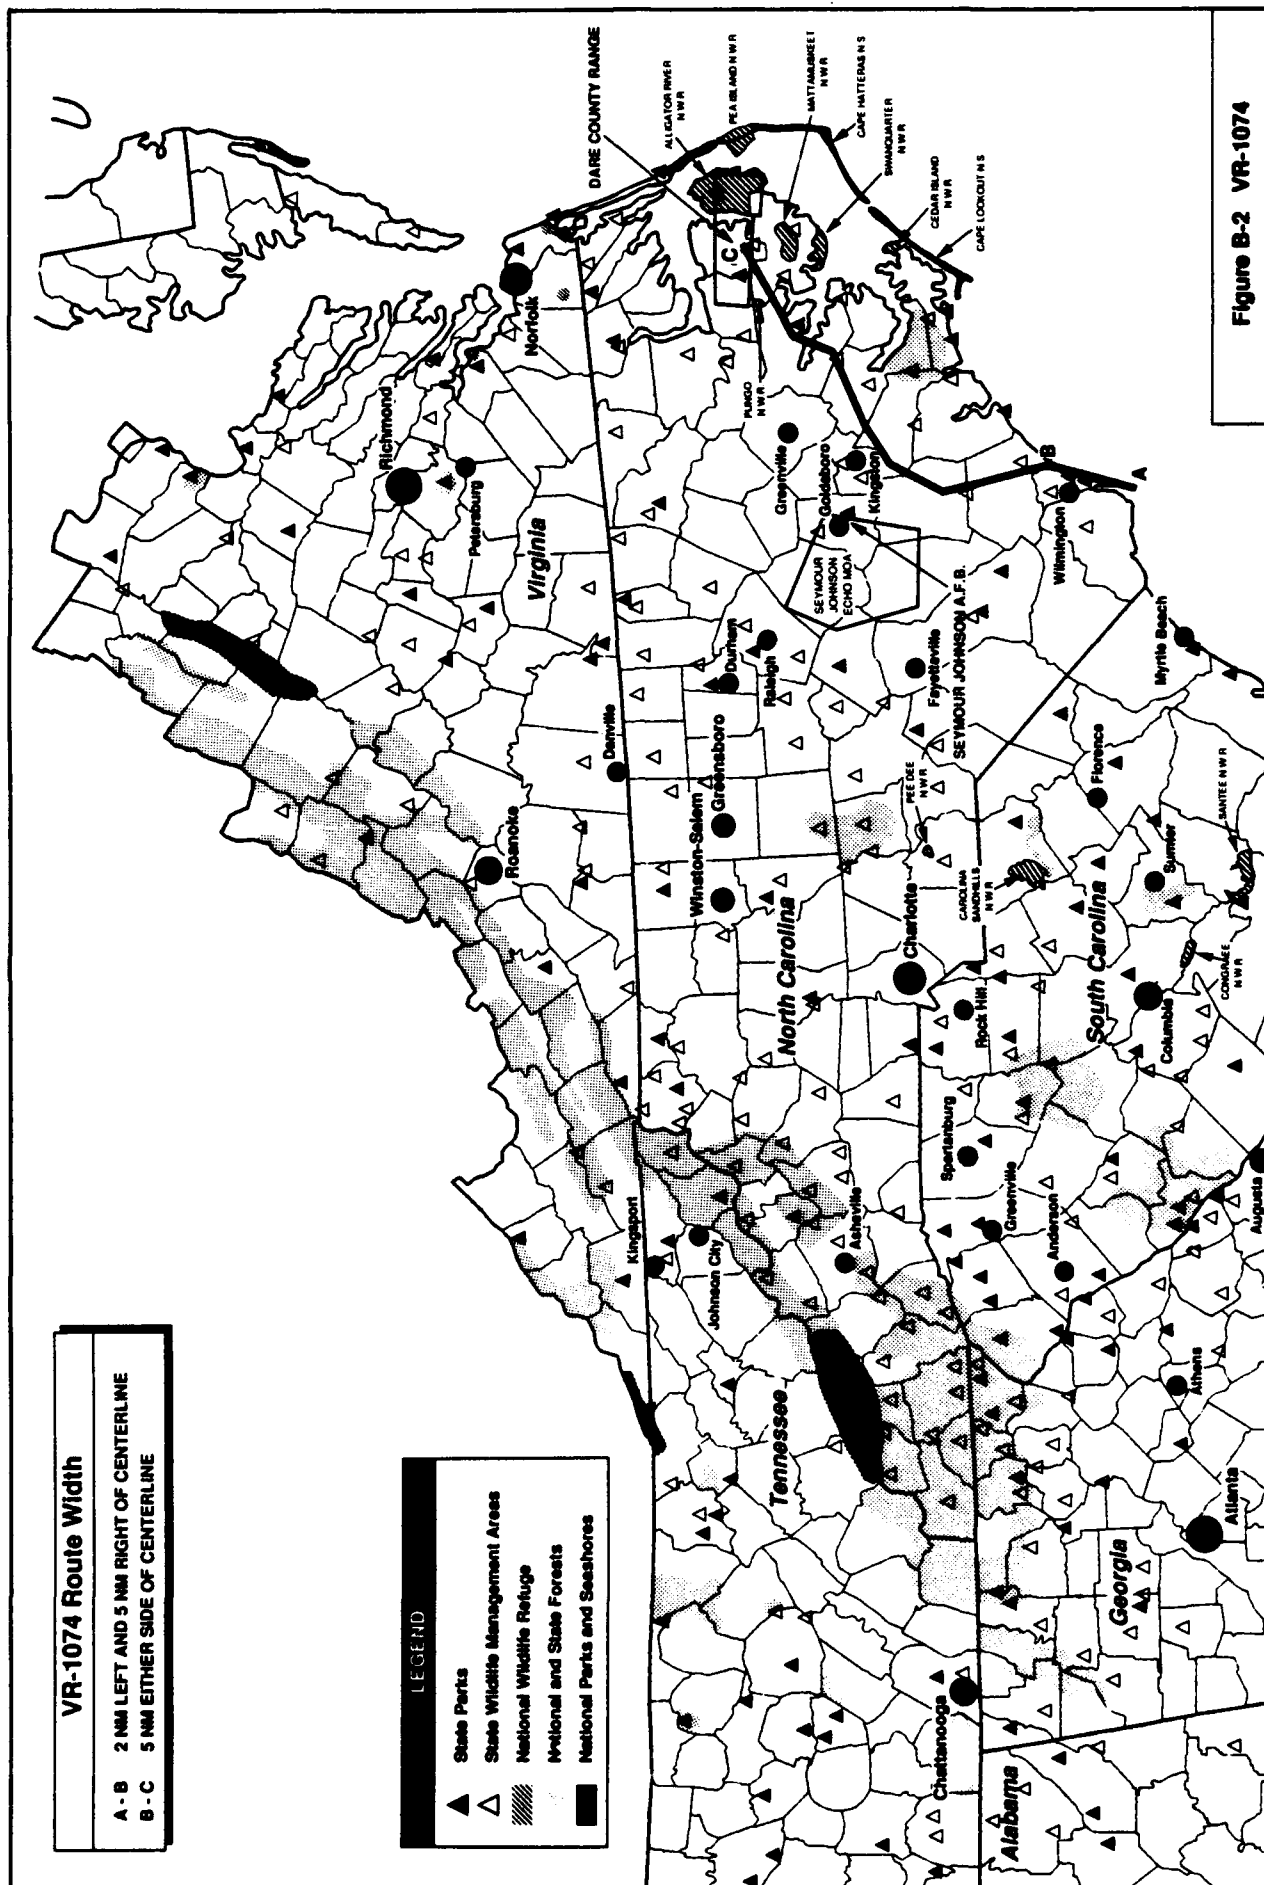 VR-1074 Route Width
A - B 2 NM LEFT AND 5 NM RIGHT OF CENTERLINE
B - C 5 NM EITHER SIDE OF CENTERLINE
LEGEND
State Parks
State Wildlife Management Areas
National Wildlife Refuge
National and State Forests
National Parks and Seashores
Figure B-2 VR-1074
DARE COUNTY RANGE
ALLIGATOR RIVER
N W R
PEA ISLAND N W R
MATTAMUSKEET
N W R
CAPE HATTERAS N S
SWANQUARTER
N W R
CEDAR ISLAND
N W R
CAPE LOOKOUT N S
PUNGO
N W R
C
B
A
Norfolk
Richmond
Petersburg
Virginia
Roanoke
Danville
Greenville
Goldsboro
Kingston
SEYMOUR
JOHNSON
ECHO MOA
SEYMOUR JOHNSON A.F.B.
Wilmington
Durham
Raleigh
Fayetteville
Greensboro
Winston-Salem
North Carolina
Charlotte
PEE DEE
N W R
CAROLINA
SANDHILLS
N W R
Myrtle Beach
Florence
Sumter
SANTEE N W R
South Carolina
Columbia
CONGAREE
N W R
Rock Hill
Spartanburg
Greenville
Anderson
Augusta
Asheville
Kingsport
Johnson City
Tennessee
Chattanooga
Athens
Atlanta
Georgia
Alabama